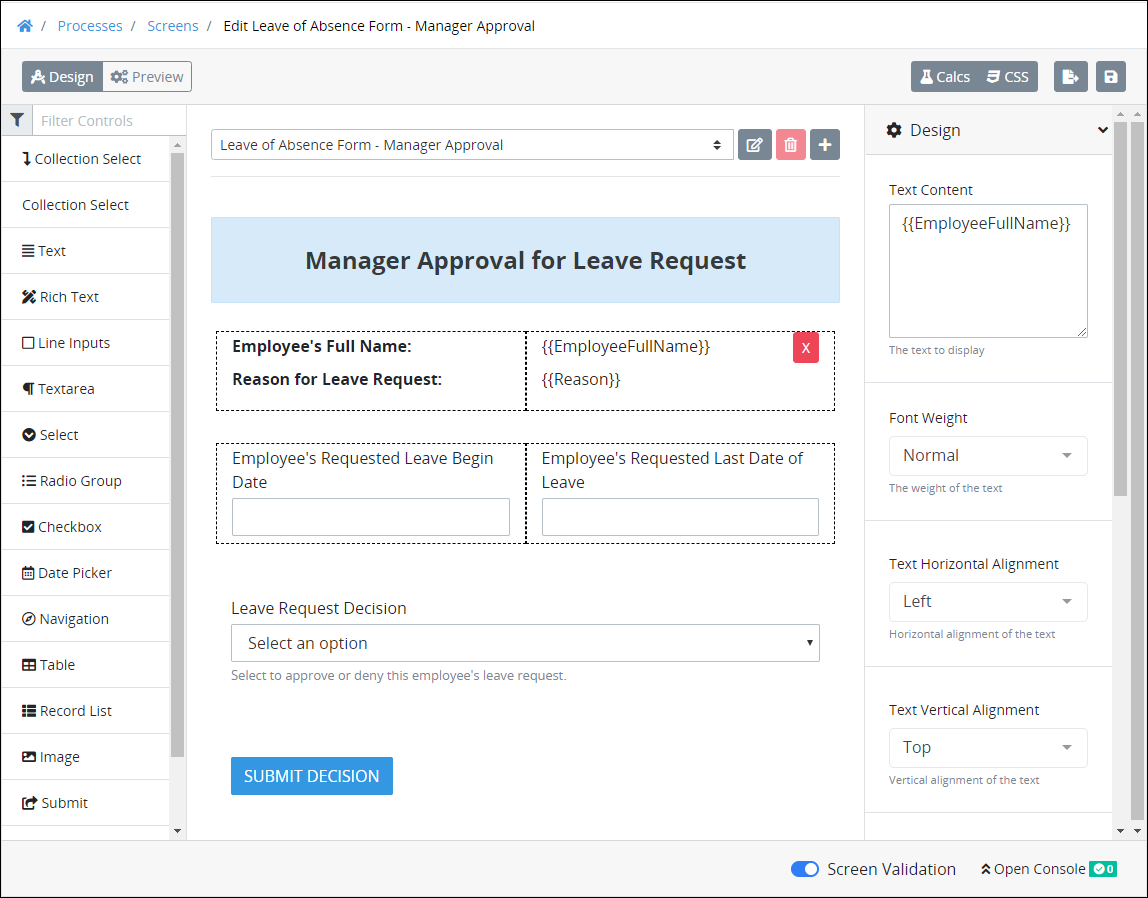 / Processes / Screens / Edit Leave of Absence Form - Manager Approval
Design Preview Calcs CSS
Filter Controls
Collection Select
Collection Select
Text
Rich Text
Line Inputs
Textarea
Select
Radio Group
Checkbox
Date Picker
Navigation
Table
Record List
Image
Submit
Leave of Absence Form - Manager Approval
Manager Approval for Leave Request
Employee's Full Name: {{EmployeeFullName}} X
Reason for Leave Request: {{Reason}}
Employee's Requested Leave Begin
Date
Employee's Requested Last Date of
Leave
Leave Request Decision
Select an option
Select to approve or deny this employee's leave request.
SUBMIT DECISION
Design
Text Content
{{EmployeeFullName}}
The text to display
Font Weight
Normal
The weight of the text
Text Horizontal Alignment
Left
Horizontal alignment of the text
Text Vertical Alignment
Top
Vertical alignment of the text
Screen Validation Open Console 0